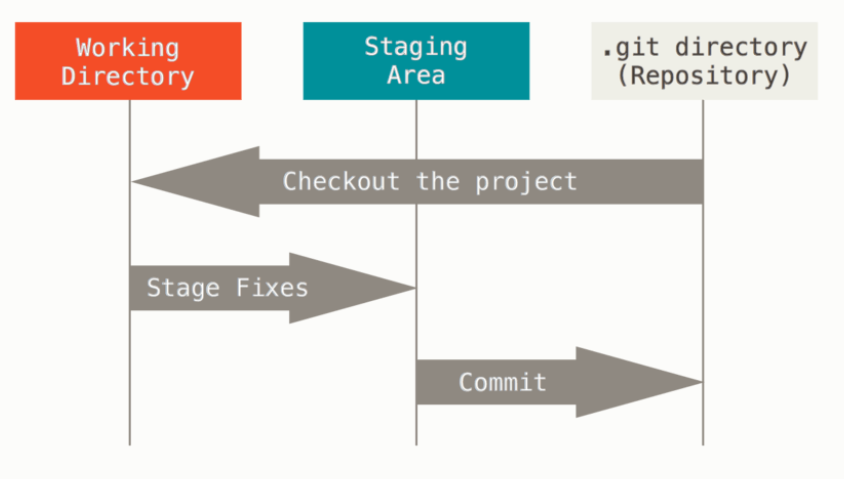 Working
Directory
Staging
Area
.git directory
(Repository)
Checkout the project
Stage Fixes
Commit